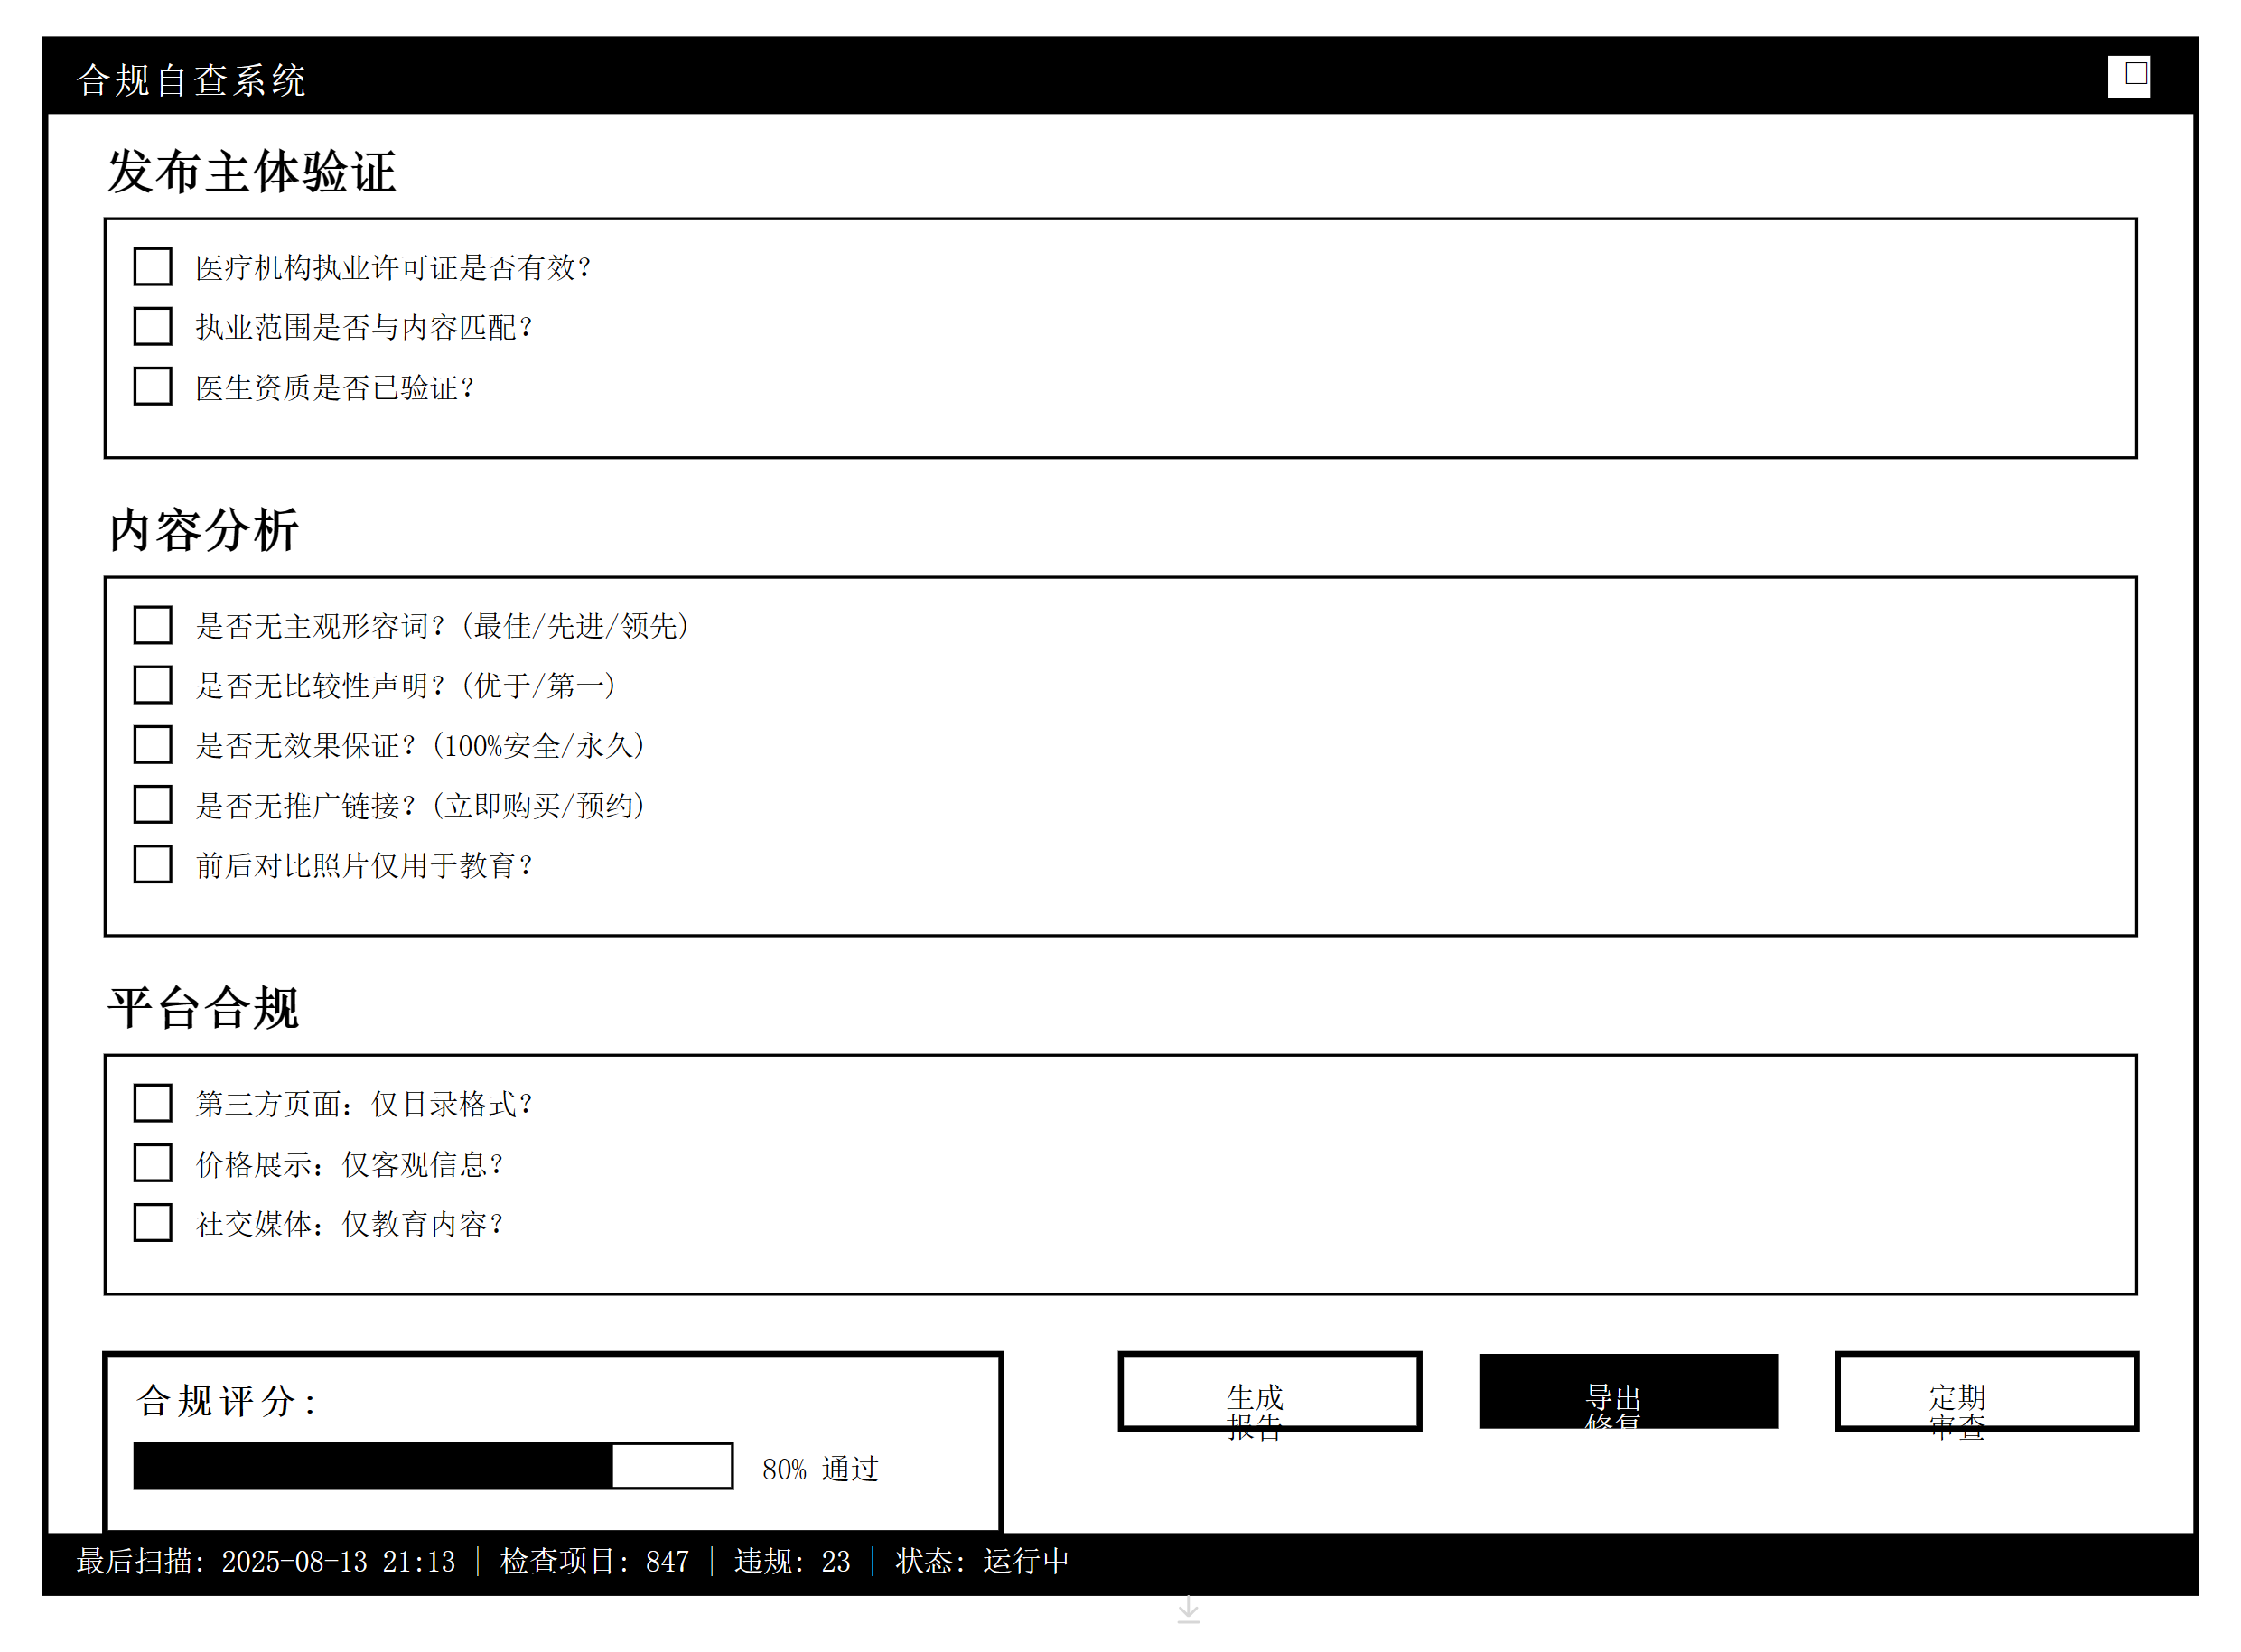 合规自查系统
发布主体验证
医疗机构执业许可证是否有效？
执业范围是否与内容匹配？
医生资质是否已验证？
内容分析
是否无主观形容词？(最佳/先进/领先)
是否无比较性声明？(优于/第一)
是否无效果保证？(100%安全/永久)
是否无推广链接？(立即购买/预约)
前后对比照片仅用于教育？
平台合规
第三方页面：仅目录格式？
价格展示：仅客观信息？
社交媒体：仅教育内容？
合规评分：
80% 通过
生成
报告
导出
修复
定期
审查
最后扫描: 2025-08-13 21:13 | 检查项目: 847 | 违规: 23 | 状态: 运行中